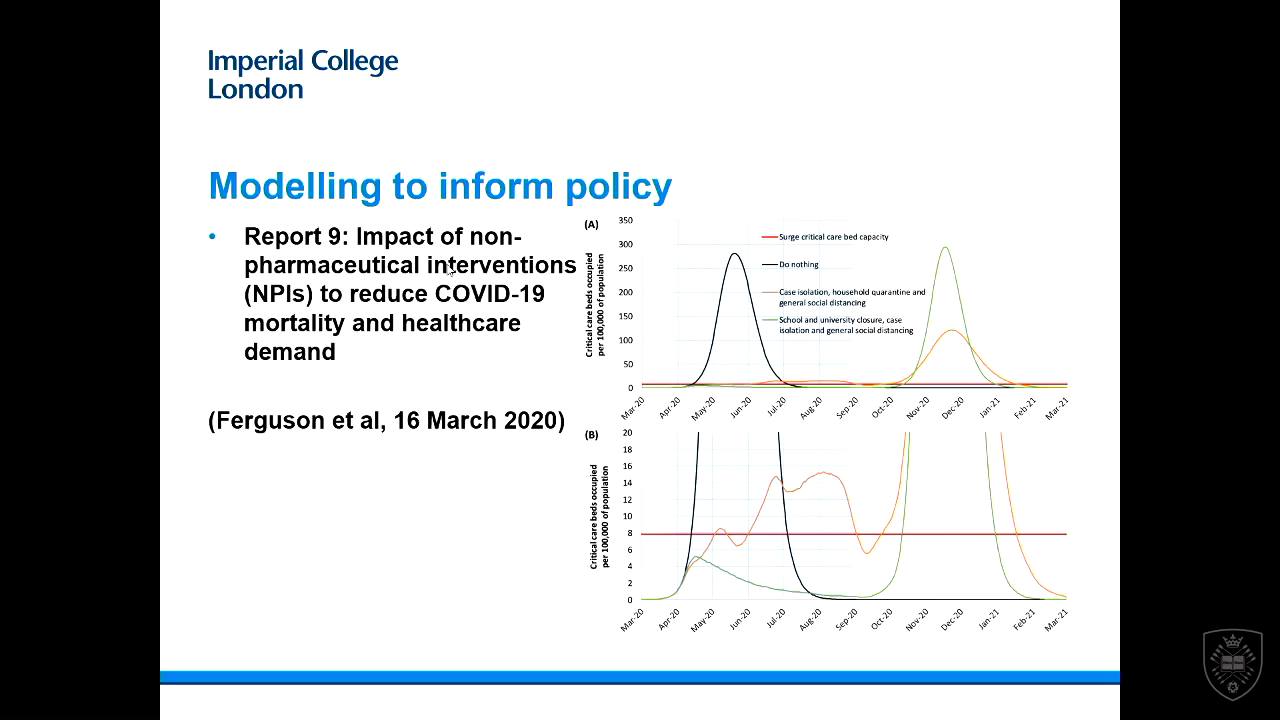 Imperial College
London
Modelling to inform policy
• Report 9: Impact of non-
pharmaceutical interventions
(NPIs) to reduce COVID-19
mortality and healthcare
demand
(Ferguson et al, 16 March 2020)
(A)
Critical care beds occupied
per 100,000 of population
350
300
250
200
150
100
50
0
Surge critical care bed capacity
Do nothing
Case isolation, household quarantine and
general social distancing
School and university closure, case
isolation and general social distancing
Mar-20 Apr-20 May-20 Jun-20 Jul-20 Aug-20 Sep-20 Oct-20 Nov-20 Dec-20 Jan-21 Feb-21 Mar-21
(B)
Critical care beds occupied
per 100,000 of population
20
18
16
14
12
10
8
6
4
2
0
Mar-20 Apr-20 May-20 Jun-20 Jul-20 Aug-20 Sep-20 Oct-20 Nov-20 Dec-20 Jan-21 Feb-21 Mar-21